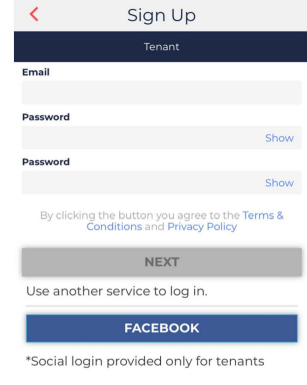 Sign Up
Tenant
Email
Password
Show
Password
Show
By clicking the button you agree to the Terms &
Conditions and Privacy Policy
NEXT
Use another service to log in.
FACEBOOK
*Social login provided only for tenants